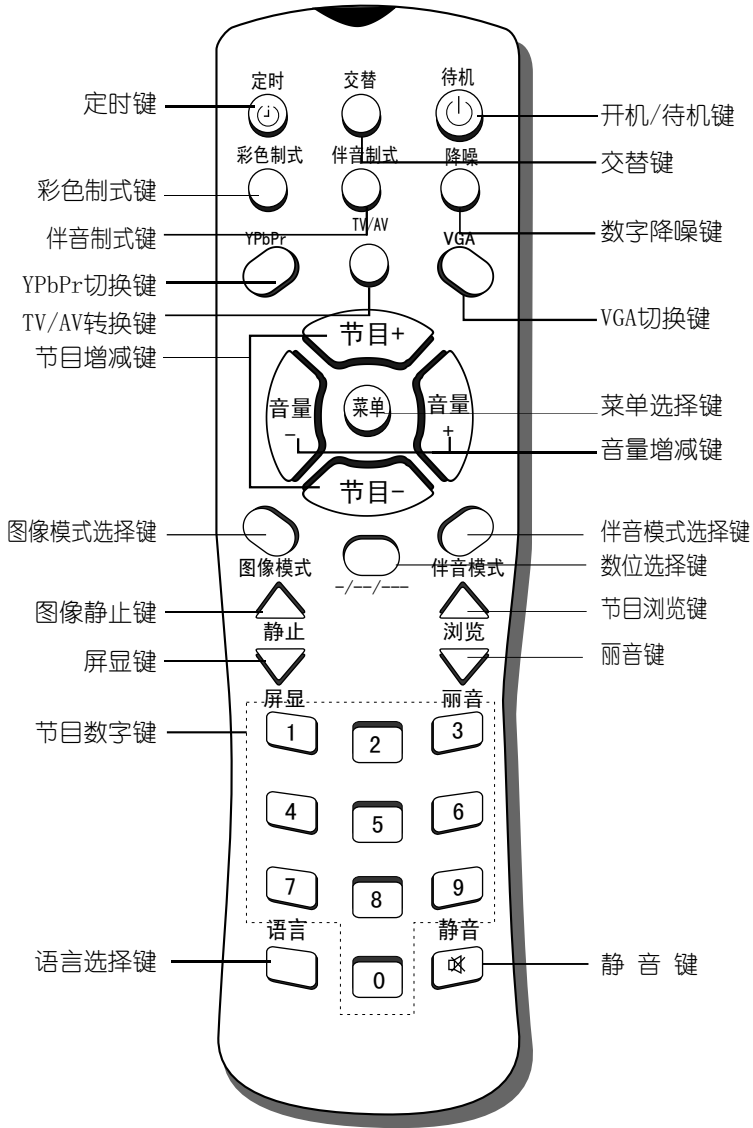 定时 交替 待机
定时键
开机/待机键
交替键
彩色制式 伴音制式 降噪
彩色制式键
伴音制式键
数字降噪键
YPbPr TV/AV VGA
YPbPr切换键
TV/AV转换键
VGA切换键
节目增减键
节目+
音量 - 菜单 音量 +
菜单选择键
音量增减键
节目-
图像模式选择键
伴音模式选择键
图像模式 -/--/--- 伴音模式
数位选择键
图像静止键
节目浏览键
静止 浏览
屏显键
丽音键
屏显 丽音
节目数字键
1 2 3
4 5 6
7 8 9
语言 静音
语言选择键
0
静 音 键